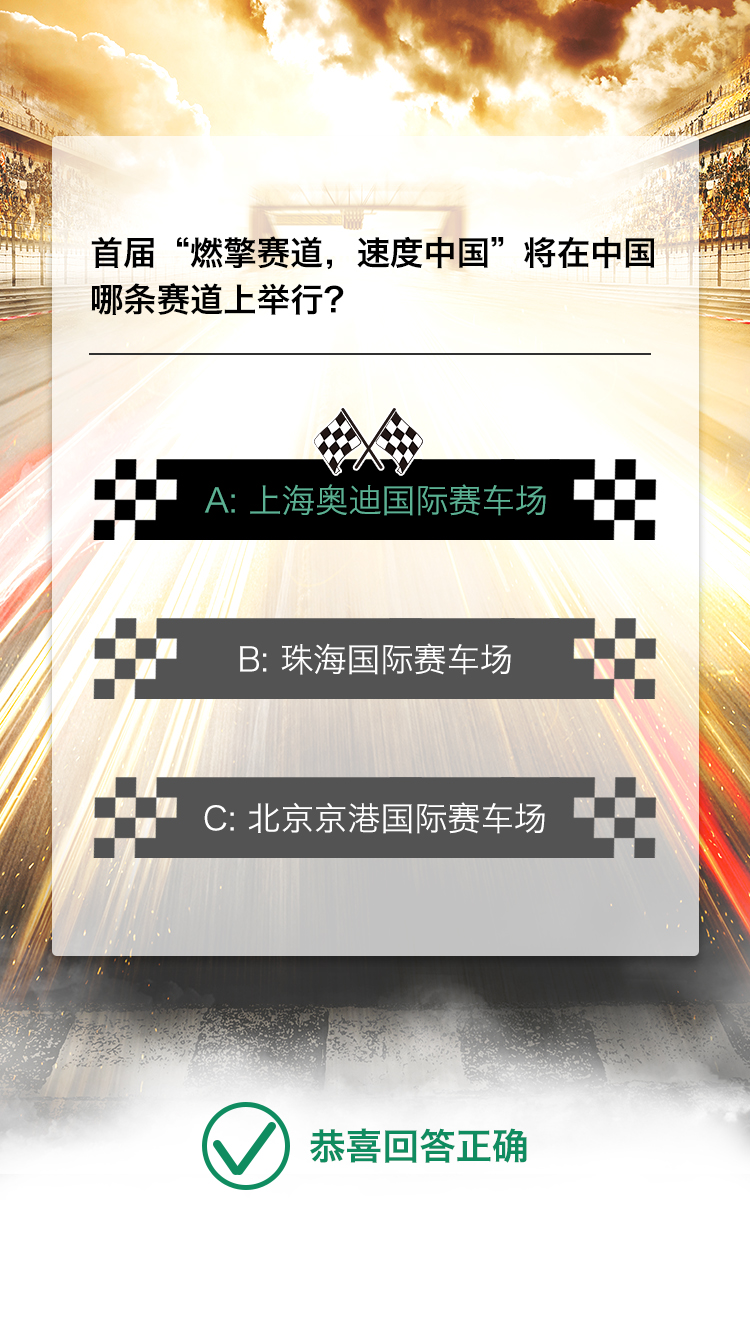 首届“燃擎赛道，速度中国”将在中国
哪条赛道上举行？
A: 上海奥迪国际赛车场
B: 珠海国际赛车场
C: 北京京港国际赛车场
恭喜回答正确